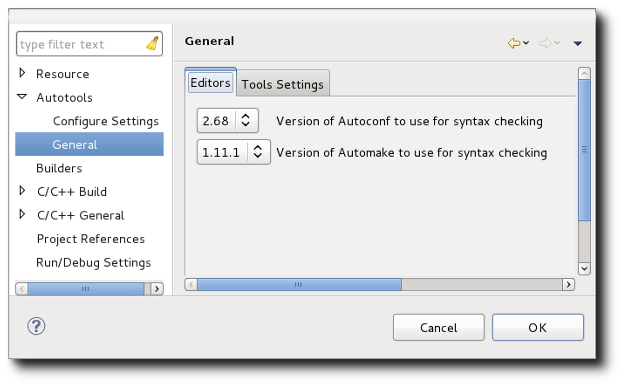 type filter text
General
Resource
Autotools
Configure Settings
General
Builders
C/C++ Build
C/C++ General
Project References
Run/Debug Settings
Editors
Tools Settings
2.68 Version of Autoconf to use for syntax checking
1.11.1 Version of Automake to use for syntax checking
?
Cancel
OK